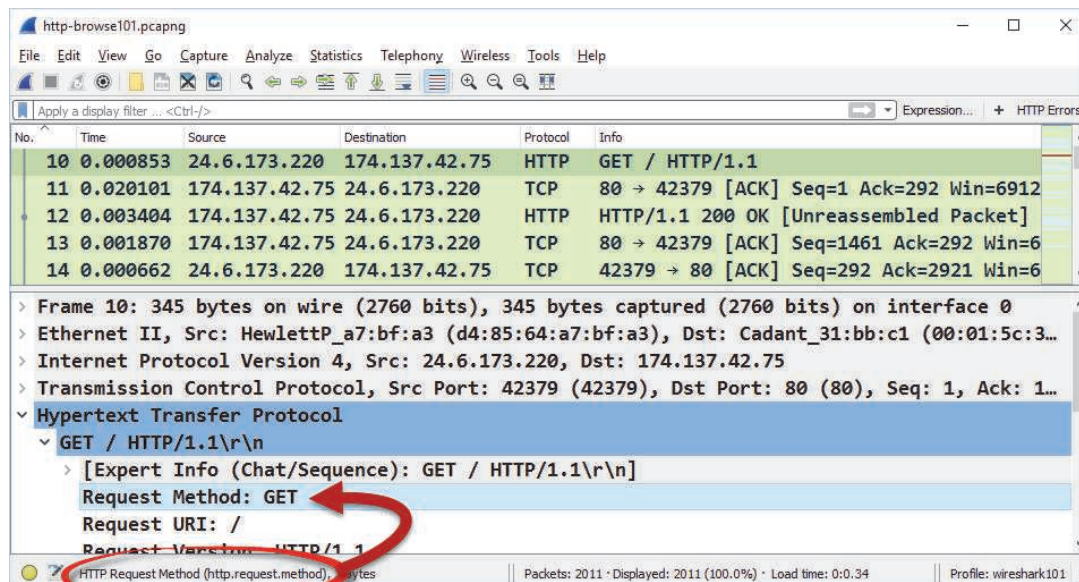 http-browse101.pcapng
File Edit View Go Capture Analyze Statistics Telephony Wireless Tools Help
Apply a display filter ... <Ctrl-/> Expression... + HTTP Errors
No. Time Source Destination Protocol Info
10 0.000853 24.6.173.220 174.137.42.75 HTTP GET / HTTP/1.1
11 0.020101 174.137.42.75 24.6.173.220 TCP 80 → 42379 [ACK] Seq=1 Ack=292 Win=6912
12 0.003404 174.137.42.75 24.6.173.220 HTTP HTTP/1.1 200 OK [Unreassembled Packet]
13 0.001870 174.137.42.75 24.6.173.220 TCP 80 → 42379 [ACK] Seq=1461 Ack=292 Win=6
14 0.000662 24.6.173.220 174.137.42.75 TCP 42379 → 80 [ACK] Seq=292 Ack=2921 Win=6
Frame 10: 345 bytes on wire (2760 bits), 345 bytes captured (2760 bits) on interface 0
Ethernet II, Src: HewlettP_a7:bf:a3 (d4:85:64:a7:bf:a3), Dst: Cadant_31:bb:c1 (00:01:5c:3…
Internet Protocol Version 4, Src: 24.6.173.220, Dst: 174.137.42.75
Transmission Control Protocol, Src Port: 42379 (42379), Dst Port: 80 (80), Seq: 1, Ack: 1…
Hypertext Transfer Protocol
GET / HTTP/1.1\r\n
[Expert Info (Chat/Sequence): GET / HTTP/1.1\r\n]
Request Method: GET
Request URI: /
Request Version: HTTP/1.1
HTTP Request Method (http.request.method), bytes Packets: 2011 · Displayed: 2011 (100.0%) · Load time: 0:0.34 Profile: wireshark101